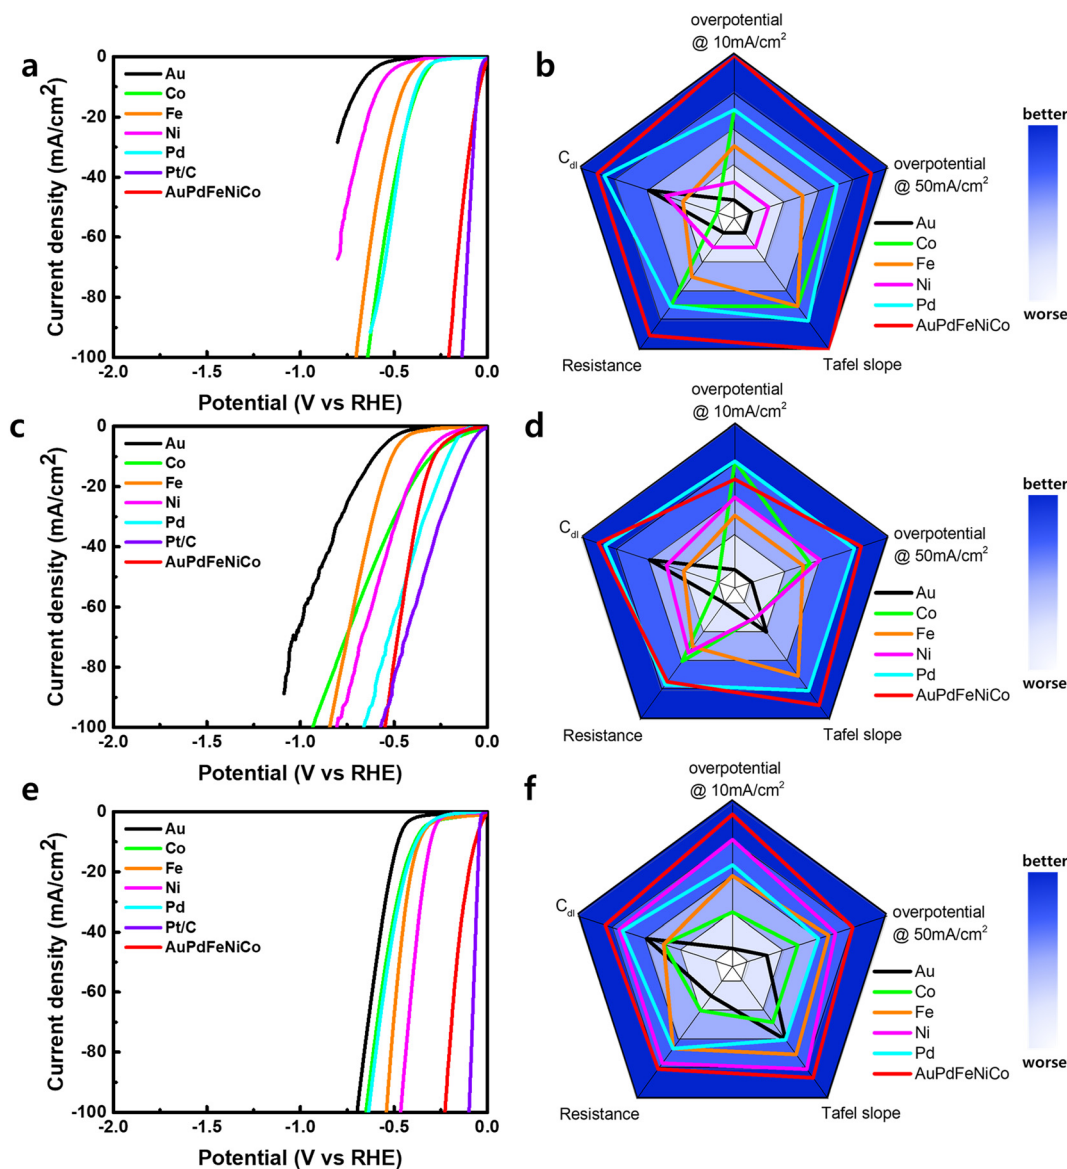 a
0
-20
-40
-60
-80
-100
Current density (mA/cm²)
Au
Co
Fe
Ni
Pd
Pt/C
AuPdFeNiCo
-2.0 -1.5 -1.0 -0.5 0.0
Potential (V vs RHE)
b
overpotential
@ 10mA/cm²
C_dl
overpotential
@ 50mA/cm²
Au
Co
Fe
Ni
Pd
AuPdFeNiCo
Resistance
Tafel slope
better
worse
c
0
-20
-40
-60
-80
-100
Current density (mA/cm²)
Au
Co
Fe
Ni
Pd
Pt/C
AuPdFeNiCo
-2.0 -1.5 -1.0 -0.5 0.0
Potential (V vs RHE)
d
overpotential
@ 10mA/cm²
C_dl
overpotential
@ 50mA/cm²
Au
Co
Fe
Ni
Pd
AuPdFeNiCo
Resistance
Tafel slope
better
worse
e
0
-20
-40
-60
-80
-100
Current density (mA/cm²)
Au
Co
Fe
Ni
Pd
Pt/C
AuPdFeNiCo
-2.0 -1.5 -1.0 -0.5 0.0
Potential (V vs RHE)
f
overpotential
@ 10mA/cm²
C_dl
overpotential
@ 50mA/cm²
Au
Co
Fe
Ni
Pd
AuPdFeNiCo
Resistance
Tafel slope
better
worse